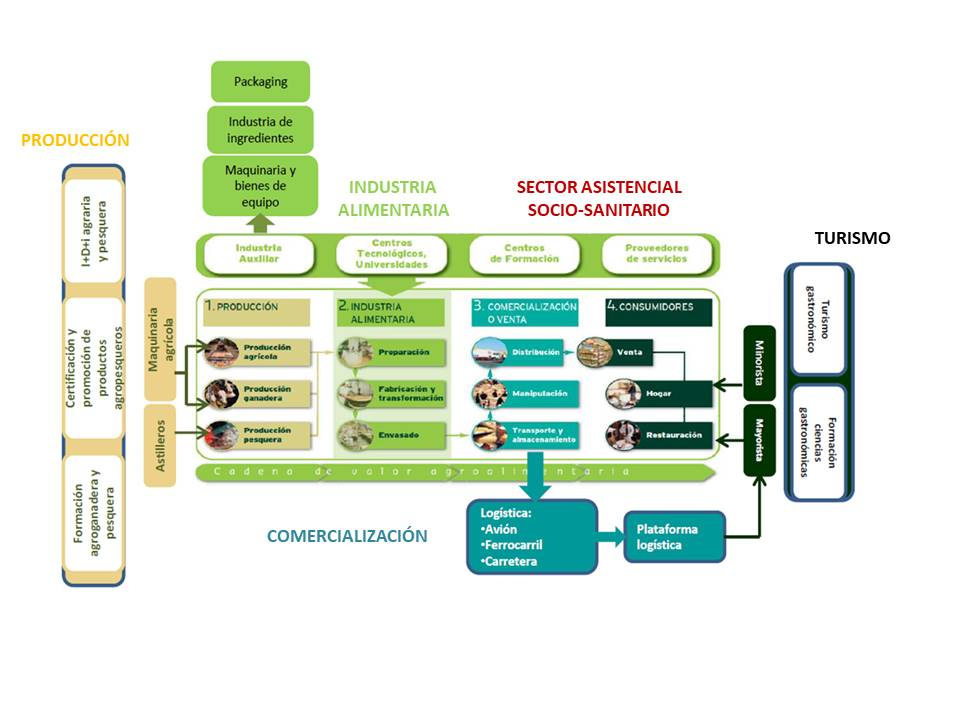 Packaging
Industria de
ingredientes
Maquinaria y
bienes de
equipo
PRODUCCIÓN
I+D+i agraria
y pesquera
Certificación y
promoción de
productos
agropesqueros
Formación
agroganadera y
pesquera
Maquinaria
agrícola
Astilleros
INDUSTRIA
ALIMENTARIA
SECTOR ASISTENCIAL
SOCIO-SANITARIO
TURISMO
Industria
Auxiliar
Centros
Tecnológicos,
Universidades
Centros
de Formación
Proveedores
de servicios
1. PRODUCCIÓN
Producción
agrícola
Producción
ganadera
Producción
pesquera
2. INDUSTRIA
ALIMENTARIA
Preparación
Fabricación y
transformación
Envasado
3. COMERCIALIZACIÓN
O VENTA
Distribución
Manipulación
Transporte y
almacenamiento
4. CONSUMIDORES
Venta
Hogar
Restauración
Cadena de valor agroalimentaria
Minorista
Mayorista
Turismo
gastronómico
Formación
ciencias
gastronómicas
COMERCIALIZACIÓN
Logística:
•Avión
•Ferrocarril
•Carretera
Plataforma
logística